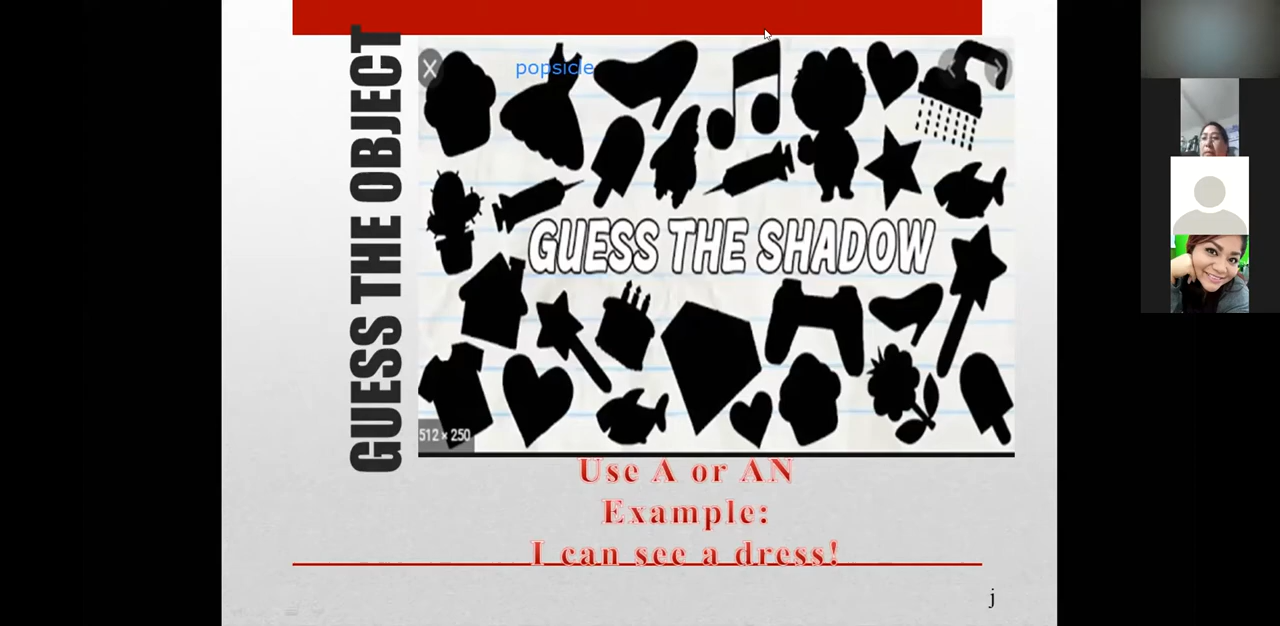 GUESS THE OBJECT
popsicle
GUESS THE SHADOW
512 × 250
Use A or AN
Example:
I can see a dress!
j